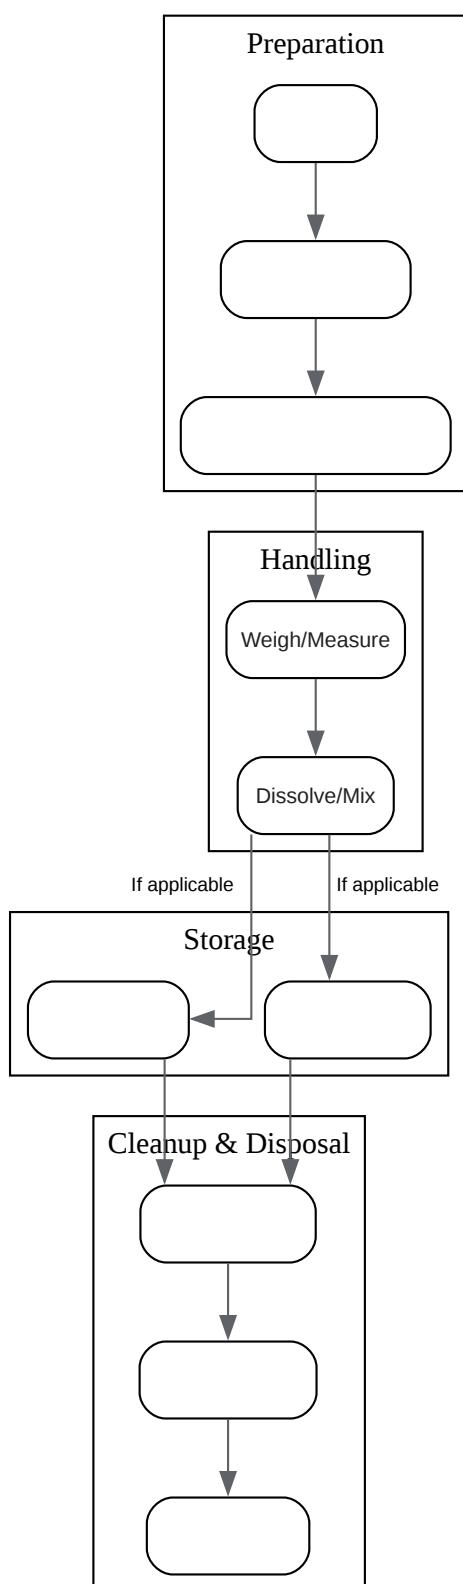 Preparation
Handling
Weigh/Measure
Dissolve/Mix
If applicable
If applicable
Storage
Cleanup & Disposal